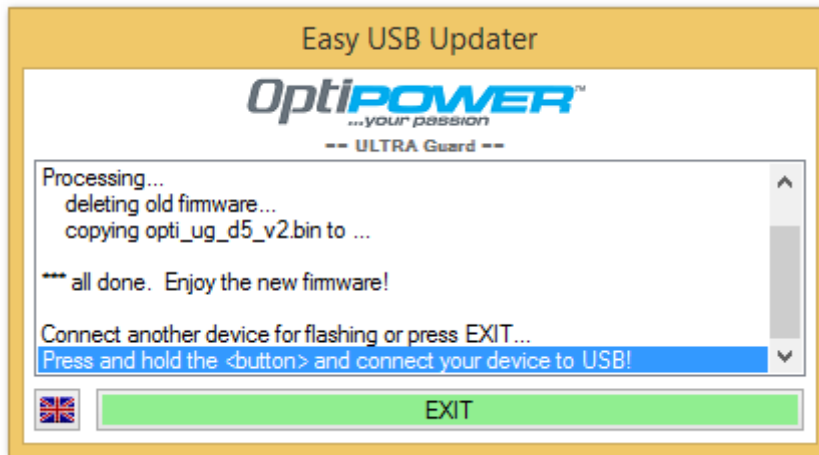 Easy USB Updater
OptiPOWER™
...your passion
-- ULTRA Guard --
Processing...
deleting old firmware...
copying opti_ug_d5_v2.bin to ...
*** all done. Enjoy the new firmware!
Connect another device for flashing or press EXIT...
Press and hold the <button> and connect your device to USB!
EXIT